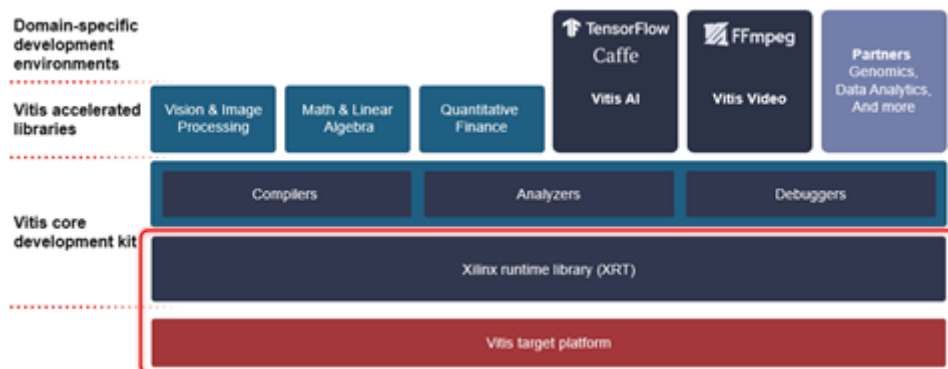 Domain-specific
development
environments
TensorFlow
Caffe
Vitis AI
FFmpeg
Vitis Video
Partners
Genomics,
Data Analytics,
And more
Vitis accelerated
libraries
Vision & Image
Processing
Math & Linear
Algebra
Quantitative
Finance
Vitis core
development kit
Compilers
Analyzers
Debuggers
Xilinx runtime library (XRT)
Vitis target platform